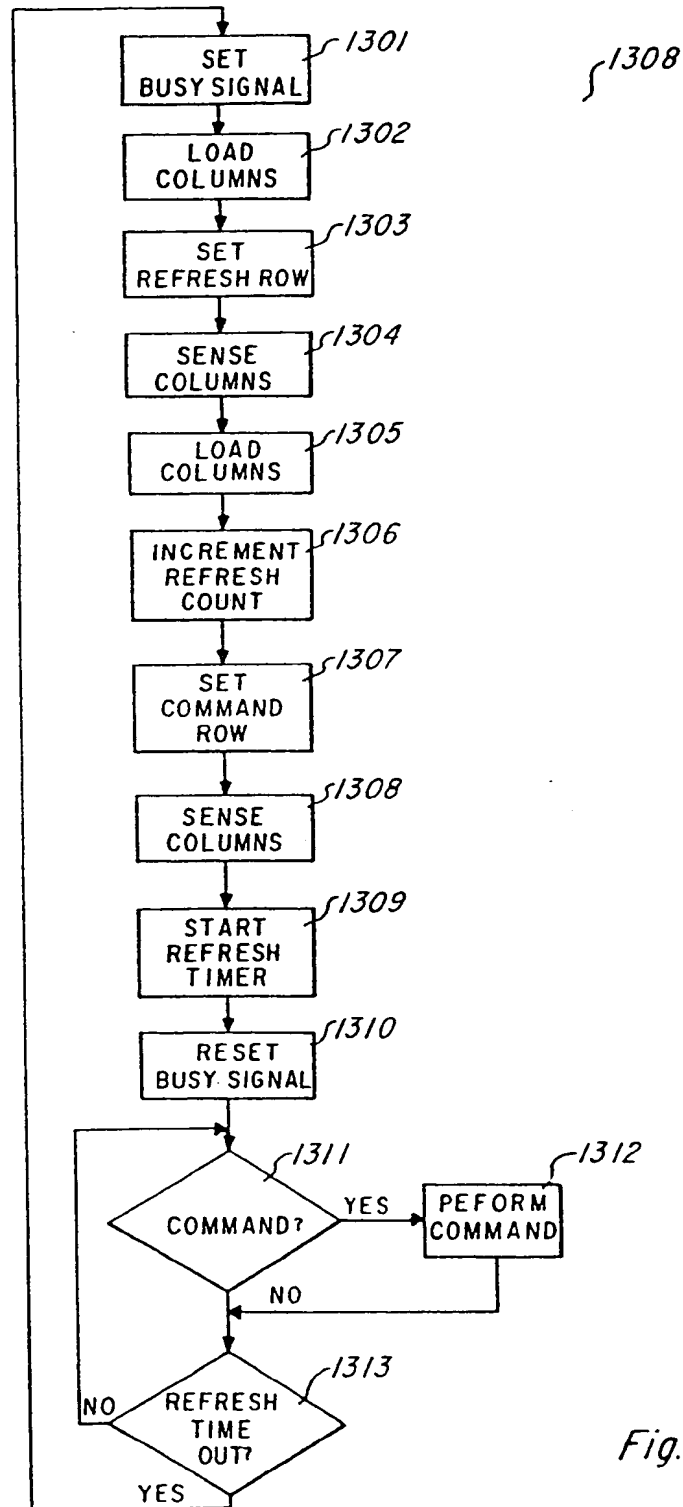 1301
SET
BUSY SIGNAL
1308
1302
LOAD
COLUMNS
1303
SET
REFRESH ROW
1304
SENSE
COLUMNS
1305
LOAD
COLUMNS
1306
INCREMENT
REFRESH
COUNT
1307
SET
COMMAND
ROW
1308
SENSE
COLUMNS
1309
START
REFRESH
TIMER
1310
RESET
BUSY SIGNAL
1311
COMMAND?
YES
1312
PEFORM
COMMAND
NO
1313
REFRESH
TIME
OUT?
NO
YES
Fig.